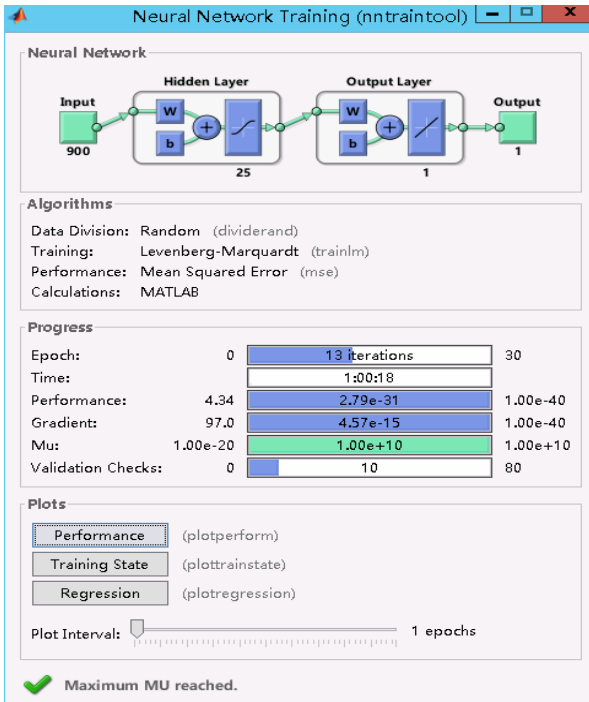 Neural Network Training (nntraintool)
Neural Network
Hidden Layer Output Layer
Input Output
W W
+ +
b b
900 1
25 1
Algorithms
Data Division: Random (dividerand)
Training: Levenberg-Marquardt (trainlm)
Performance: Mean Squared Error (mse)
Calculations: MATLAB
Progress
Epoch: 0 13 iterations 30
Time: 1:00:18
Performance: 4.34 2.79e-31 1.00e-40
Gradient: 97.0 4.57e-15 1.00e-40
Mu: 1.00e-20 1.00e+10 1.00e+10
Validation Checks: 0 10 80
Plots
Performance (plotperform)
Training State (plottrainstate)
Regression (plotregression)
Plot Interval: 1 epochs
Maximum MU reached.